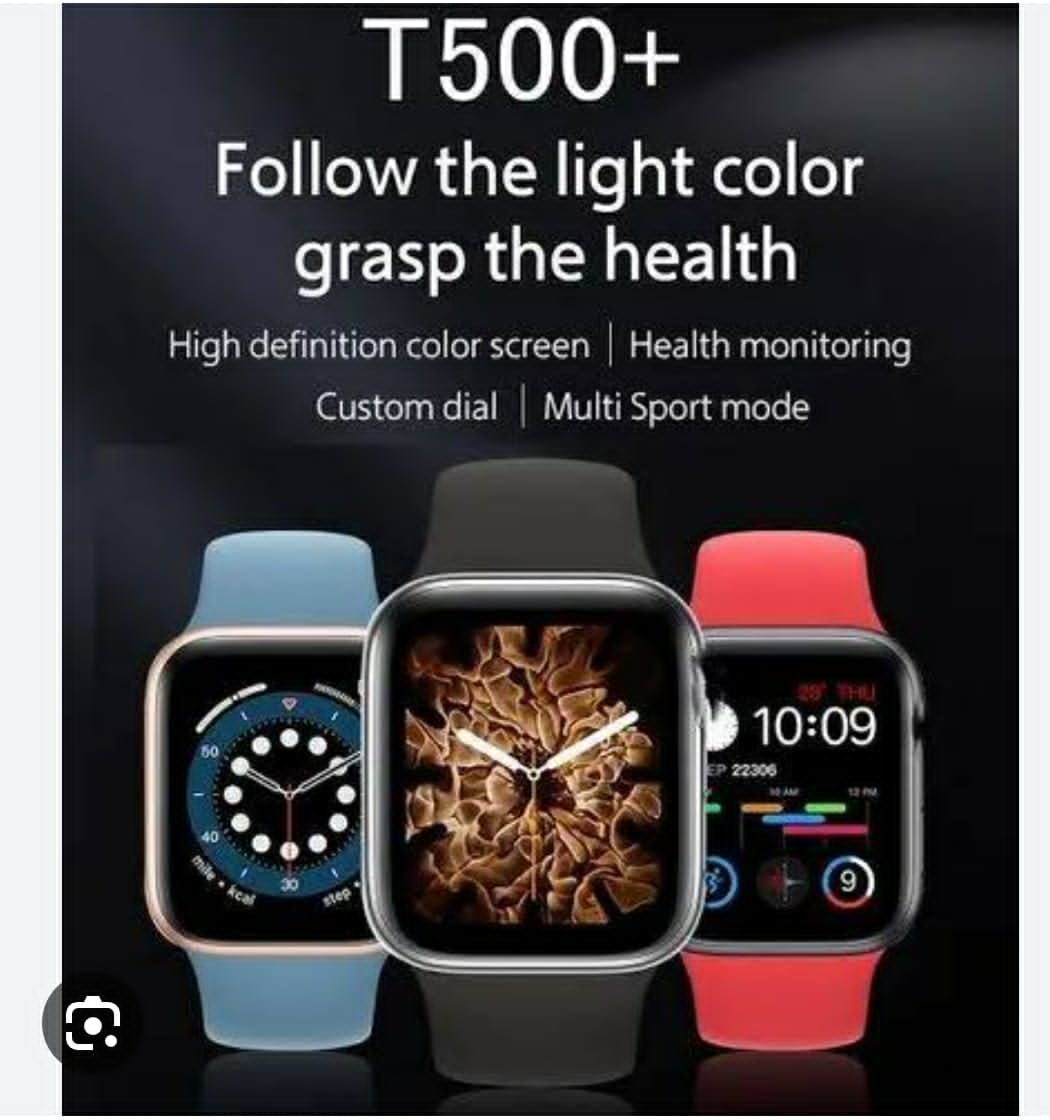 T500+
Follow the light color
grasp the health
High definition color screen | Health monitoring
Custom dial | Multi Sport mode
THU
10:09
EP 22306
10 AM 12 PM
50
40
30
mile • kcal
step •
9